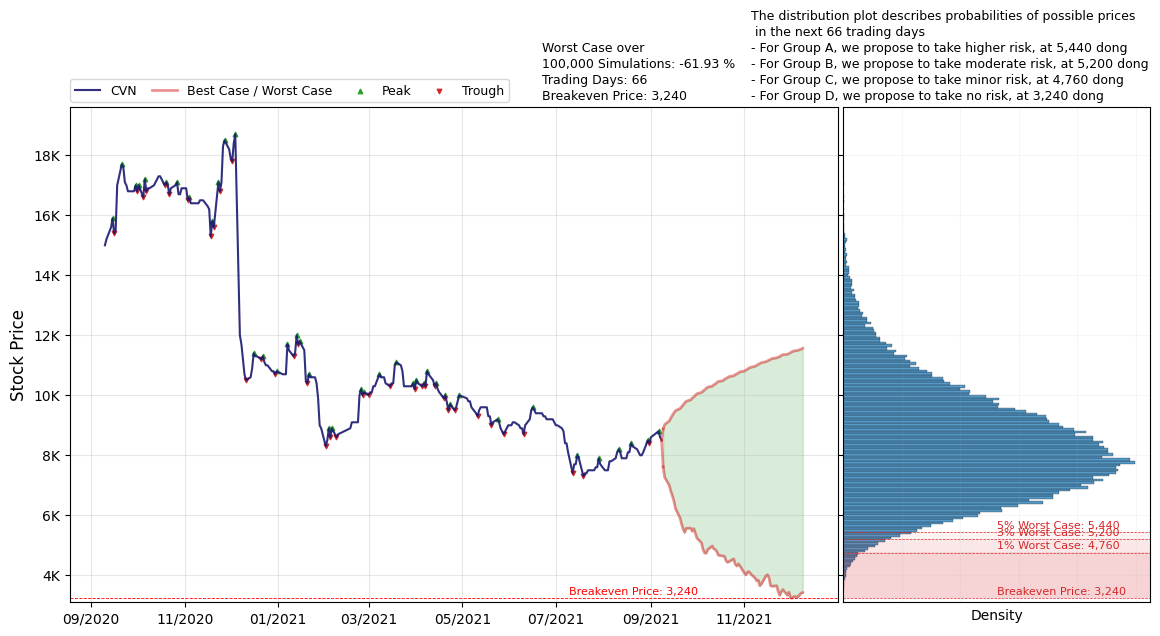 The distribution plot describes probabilities of possible prices
in the next 66 trading days
- For Group A, we propose to take higher risk, at 5,440 dong
- For Group B, we propose to take moderate risk, at 5,200 dong
- For Group C, we propose to take minor risk, at 4,760 dong
- For Group D, we propose to take no risk, at 3,240 dong
Worst Case over
100,000 Simulations: -61.93 %
Trading Days: 66
Breakeven Price: 3,240
CVN
Best Case / Worst Case
Peak
Trough
Stock Price
18K
16K
14K
12K
10K
8K
6K
4K
Breakeven Price: 3,240
09/2020
11/2020
01/2021
03/2021
05/2021
07/2021
09/2021
11/2021
5% Worst Case: 5,440
3% Worst Case: 5,200
1% Worst Case: 4,760
Breakeven Price: 3,240
Density